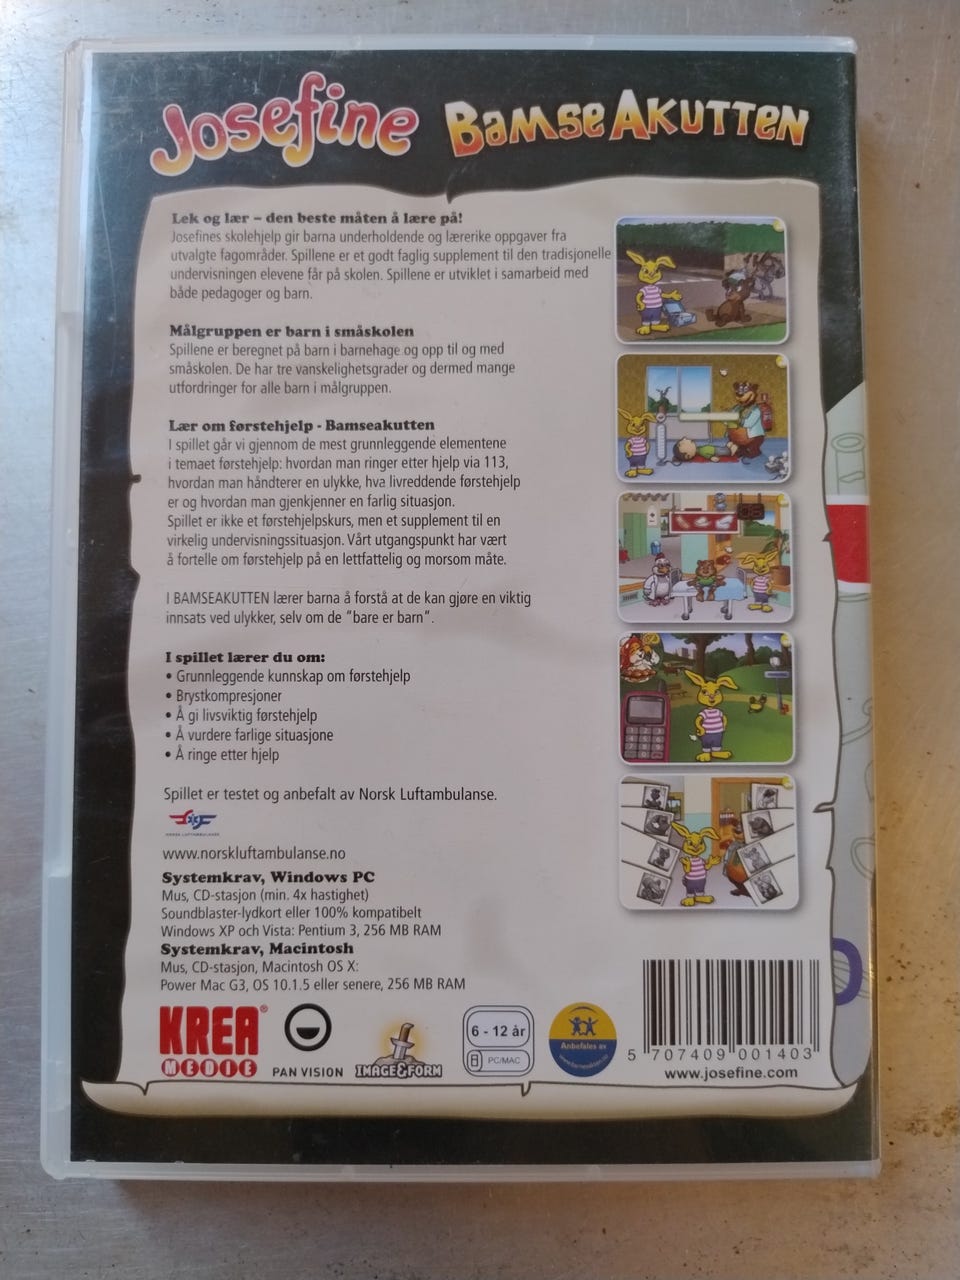 Josefine BAMSEAKUTTEN
Lek og lær – den beste måten å lære på!
Josefines skolehjelp gir barna underholdende og lærerike oppgaver fra
utvalgte fagområder. Spillene er et godt faglig supplement til den tradisjonelle
undervisningen elevene får på skolen. Spillene er utviklet i samarbeid med
både pedagoger og barn.
Målgruppen er barn i småskolen
Spillene er beregnet på barn i barnehage og opp til og med
småskolen. De har tre vanskelighetsgrader og dermed mange
utfordringer for alle barn i målgruppen.
Lær om førstehjelp - Bamseakutten
I spillet går vi gjennom de mest grunnleggende elementene
i temaet førstehjelp: hvordan man ringer etter hjelp via 113,
hvordan man håndterer en ulykke, hva livreddende førstehjelp
er og hvordan man gjenkjenner en farlig situasjon.
Spillet er ikke et førstehjelpskurs, men et supplement til en
virkelig undervisningssituasjon. Vårt utgangspunkt har vært
å fortelle om førstehjelp på en lettfattelig og morsom måte.
I BAMSEAKUTTEN lærer barna å forstå at de kan gjøre en viktig
innsats ved ulykker, selv om de "bare er barn".
I spillet lærer du om:
• Grunnleggende kunnskap om førstehjelp
• Brystkompresjoner
• Å gi livsviktig førstehjelp
• Å vurdere farlige situasjone
• Å ringe etter hjelp
Spillet er testet og anbefalt av Norsk Luftambulanse.
NORSK LUFTAMBULANSE
www.norskluftambulanse.no
Systemkrav, Windows PC
Mus, CD-stasjon (min. 4x hastighet)
Soundblaster-lydkort eller 100% kompatibelt
Windows XP och Vista: Pentium 3, 256 MB RAM
Systemkrav, Macintosh
Mus, CD-stasjon, Macintosh OS X:
Power Mac G3, OS 10.1.5 eller senere, 256 MB RAM
KREA®
MEDIE
PAN VISION
IMAGE&FORM
6 - 12 år
PC/MAC
Anbefales av
5 707409 001403
www.josefine.com